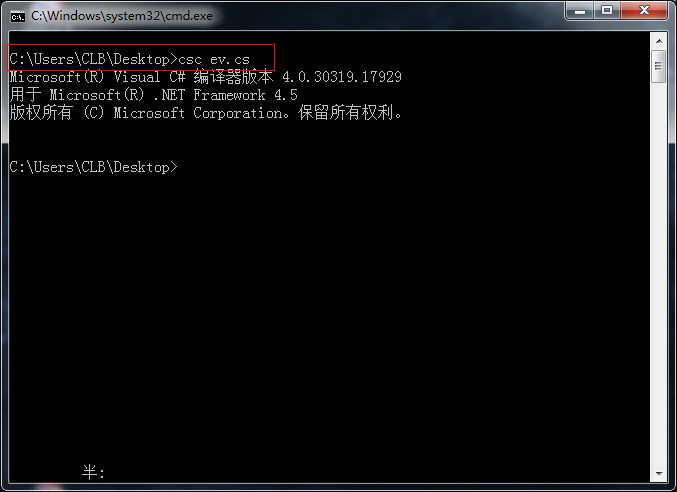 C:\Windows\system32\cmd.exe
C:\Users\CLB\Desktop>csc ev.cs
Microsoft(R) Visual C# 编译器版本 4.0.30319.17929
用于 Microsoft(R) .NET Framework 4.5
版权所有 (C) Microsoft Corporation。保留所有权利。
C:\Users\CLB\Desktop>
半: